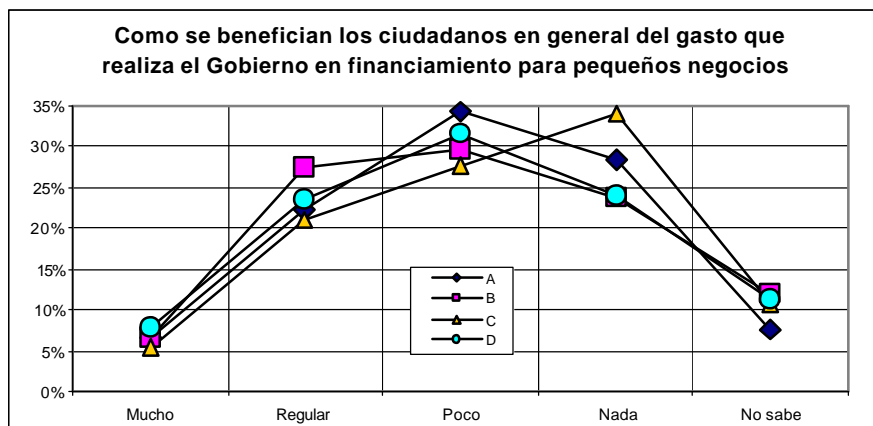 Como se benefician los ciudadanos en general del gasto que
realiza el Gobierno en financiamiento para pequeños negocios
35%
30%
25%
20%
15%
10%
5%
0%
A
B
C
D
Mucho Regular Poco Nada No sabe